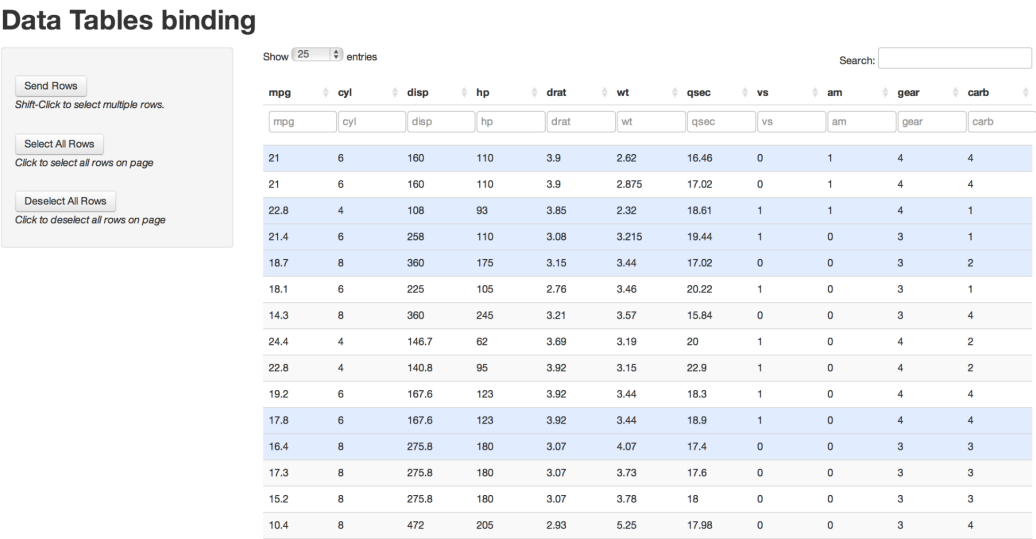 Data Tables binding
Send Rows
Shift-Click to select multiple rows.
Select All Rows
Click to select all rows on page
Deselect All Rows
Click to deselect all rows on page
Show 25 entries
Search:
mpg cyl disp hp drat wt qsec vs am gear carb
mpg cyl disp hp drat wt qsec vs am gear carb
21 6 160 110 3.9 2.62 16.46 0 1 4 4
21 6 160 110 3.9 2.875 17.02 0 1 4 4
22.8 4 108 93 3.85 2.32 18.61 1 1 4 1
21.4 6 258 110 3.08 3.215 19.44 1 0 3 1
18.7 8 360 175 3.15 3.44 17.02 0 0 3 2
18.1 6 225 105 2.76 3.46 20.22 1 0 3 1
14.3 8 360 245 3.21 3.57 15.84 0 0 3 4
24.4 4 146.7 62 3.69 3.19 20 1 0 4 2
22.8 4 140.8 95 3.92 3.15 22.9 1 0 4 2
19.2 6 167.6 123 3.92 3.44 18.3 1 0 4 4
17.8 6 167.6 123 3.92 3.44 18.9 1 0 4 4
16.4 8 275.8 180 3.07 4.07 17.4 0 0 3 3
17.3 8 275.8 180 3.07 3.73 17.6 0 0 3 3
15.2 8 275.8 180 3.07 3.78 18 0 0 3 3
10.4 8 472 205 2.93 5.25 17.98 0 0 3 4